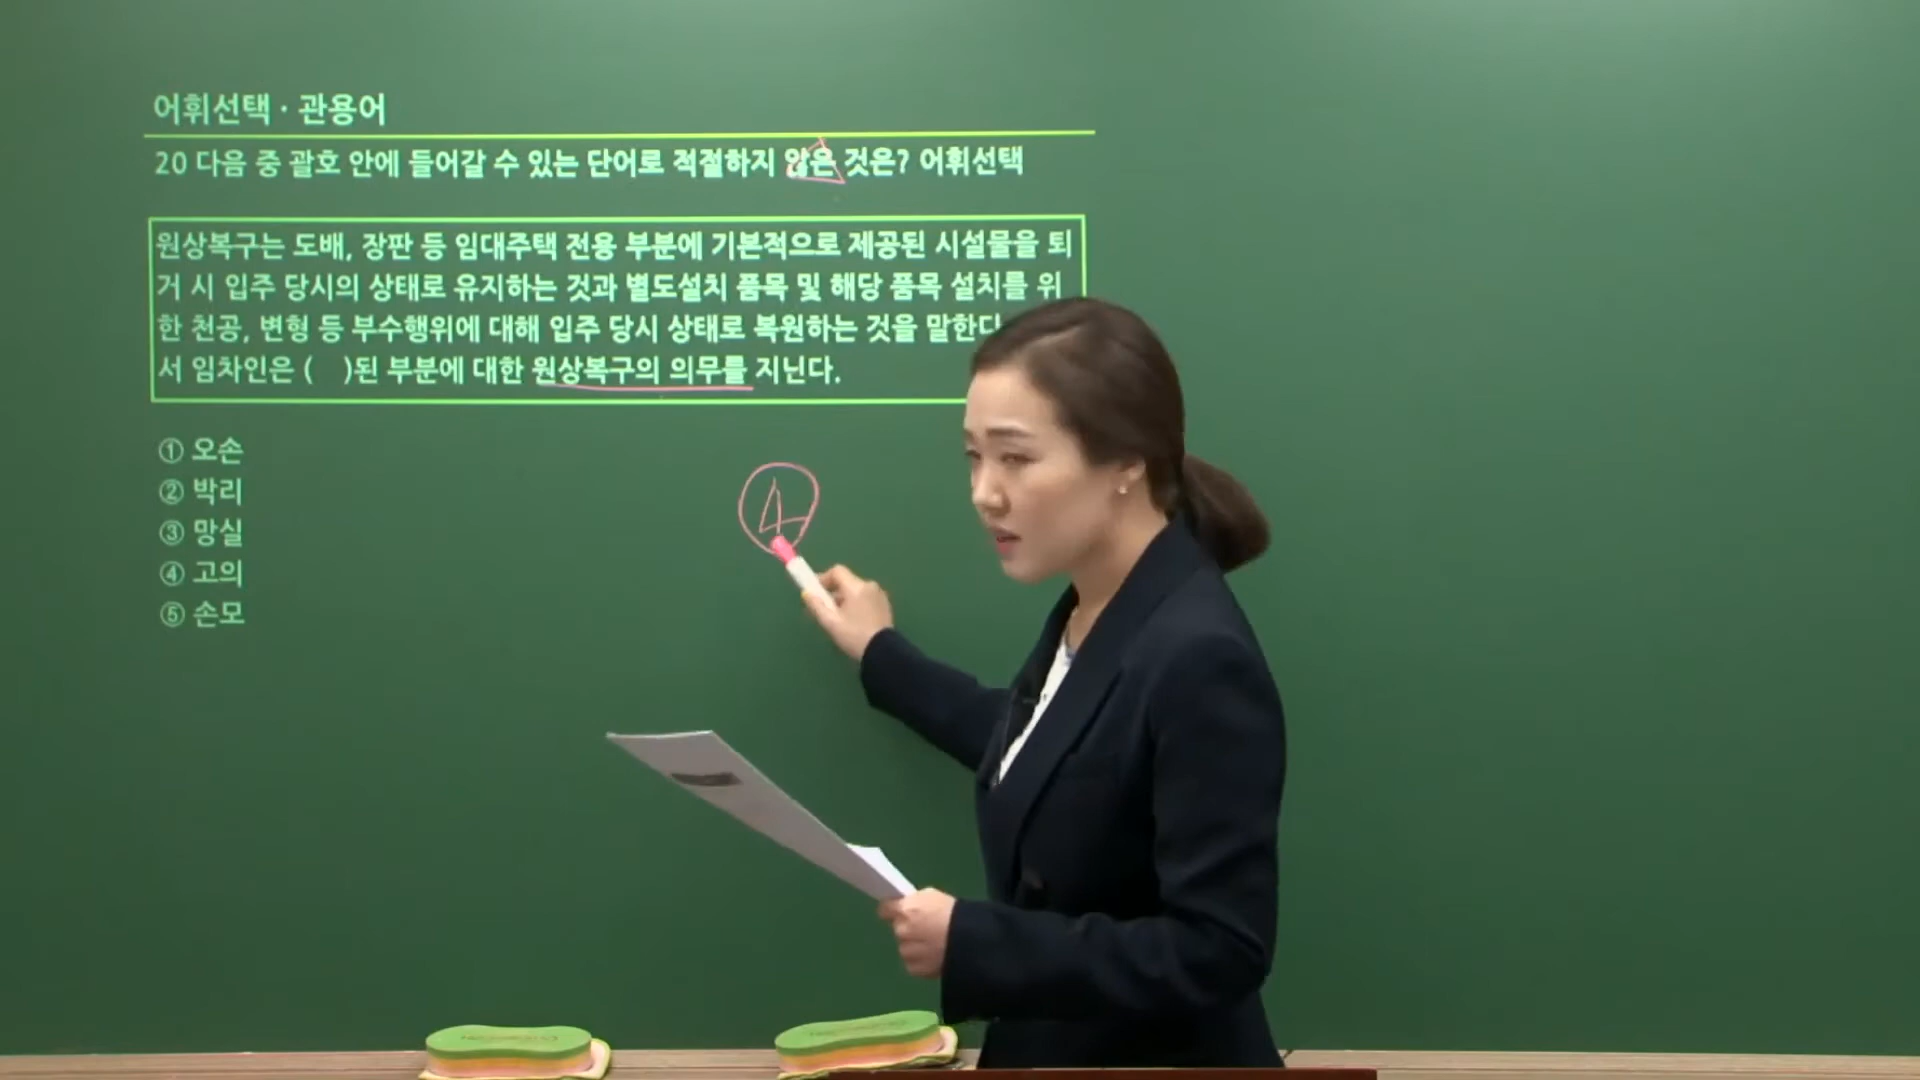 어휘선택 · 관용어
20 다음 중 괄호 안에 들어갈 수 있는 단어로 적절하지 않은 것은? 어휘선택
원상복구는 도배, 장판 등 임대주택 전용 부분에 기본적으로 제공된 시설물을 퇴
거 시 입주 당시의 상태로 유지하는 것과 별도설치 품목 및 해당 품목 설치를 위
한 천공, 변형 등 부수행위에 대해 입주 당시 상태로 복원하는 것을 말한다
서 임차인은 (   )된 부분에 대한 원상복구의 의무를 지닌다.
① 오손
② 박리
③ 망실
④ 고의
⑤ 손모
4